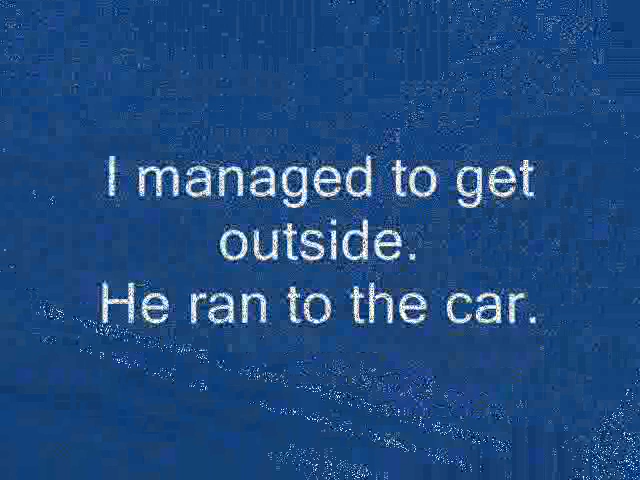 I managed to get
outside.
He ran to the car.